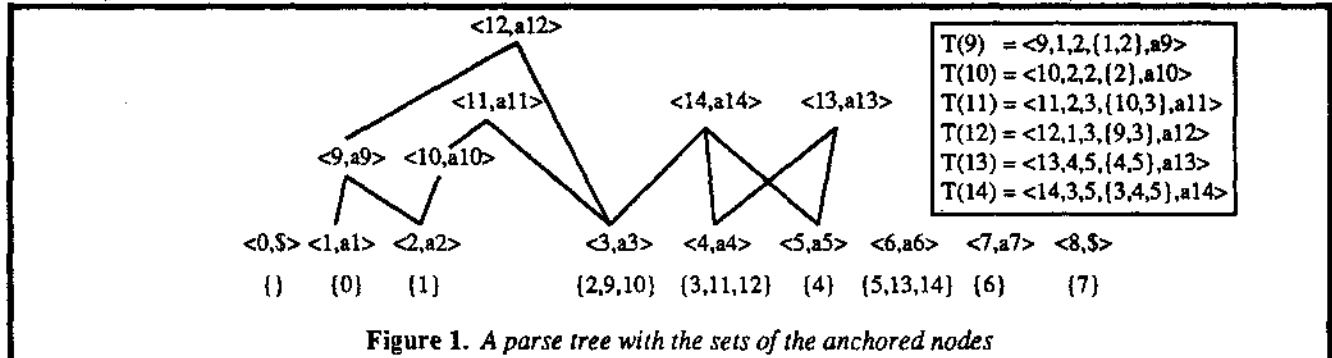 <12,a12>
<11,a11> <14,a14> <13,a13>
<9,a9> <10,a10>
<0,$> <1,a1> <2,a2> <3,a3> <4,a4> <5,a5> <6,a6> <7,a7> <8,$>
{} {0} {1} {2,9,10} {3,11,12} {4} {5,13,14} {6} {7}
T(9) = <9,1,2,{1,2},a9>
T(10) = <10,2,2,{2},a10>
T(11) = <11,2,3,{10,3},a11>
T(12) = <12,1,3,{9,3},a12>
T(13) = <13,4,5,{4,5},a13>
T(14) = <14,3,5,{3,4,5},a14>
Figure 1. A parse tree with the sets of the anchored nodes